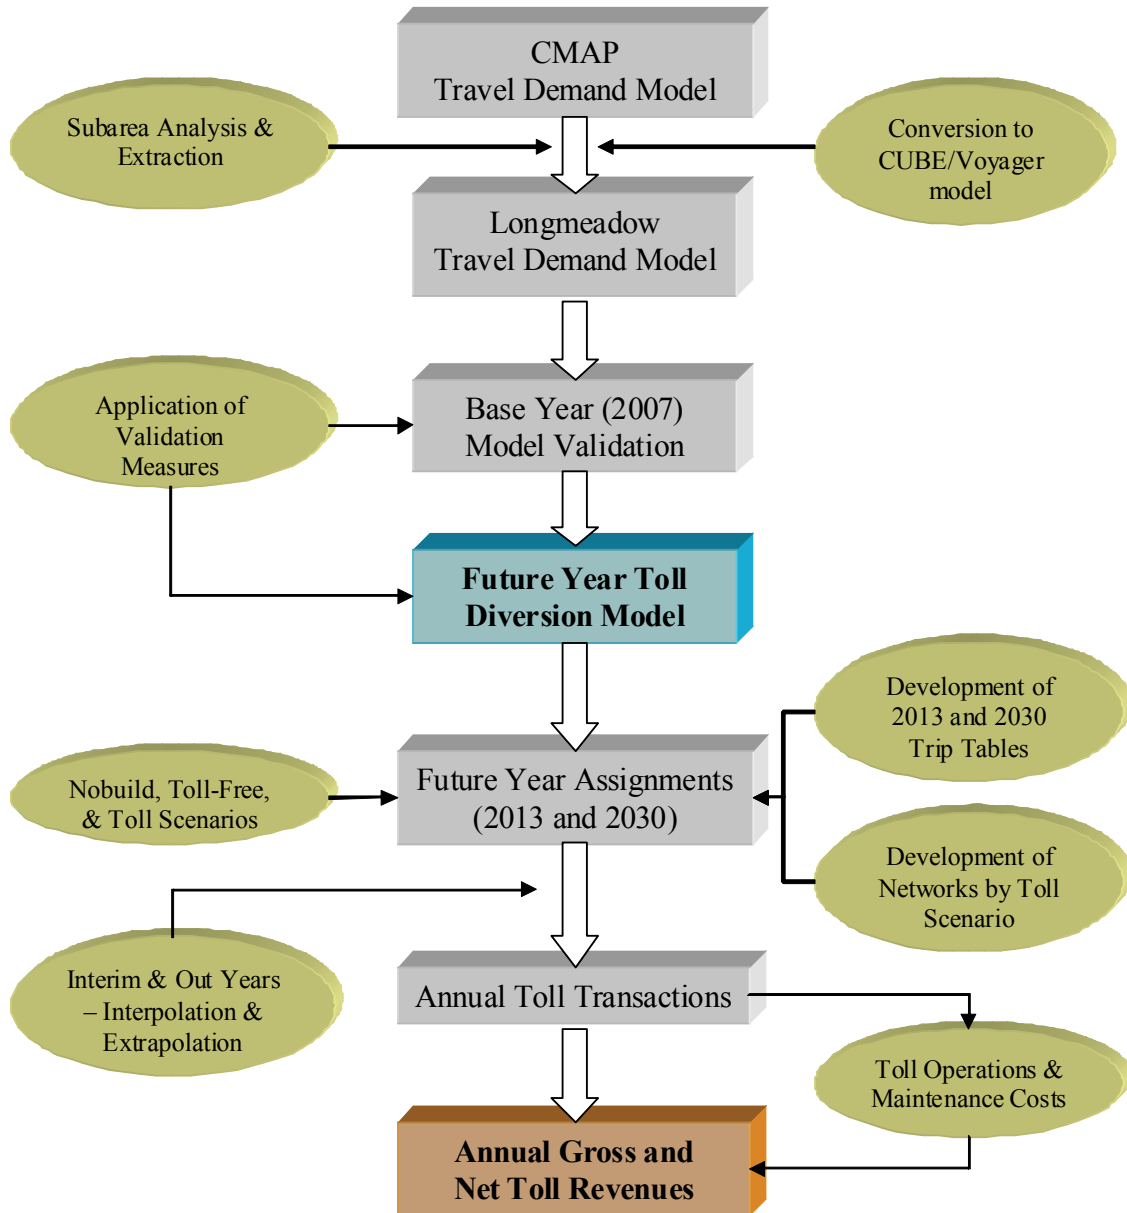 CMAP
Travel Demand Model
Subarea Analysis &
Extraction
Conversion to
CUBE/Voyager
model
Longmeadow
Travel Demand Model
Application of
Validation
Measures
Base Year (2007)
Model Validation
Future Year Toll
Diversion Model
Development of
2013 and 2030
Trip Tables
Nobuild, Toll-Free,
& Toll Scenarios
Future Year Assignments
(2013 and 2030)
Development of
Networks by Toll
Scenario
Interim & Out Years
– Interpolation &
Extrapolation
Annual Toll Transactions
Toll Operations &
Maintenance Costs
Annual Gross and
Net Toll Revenues